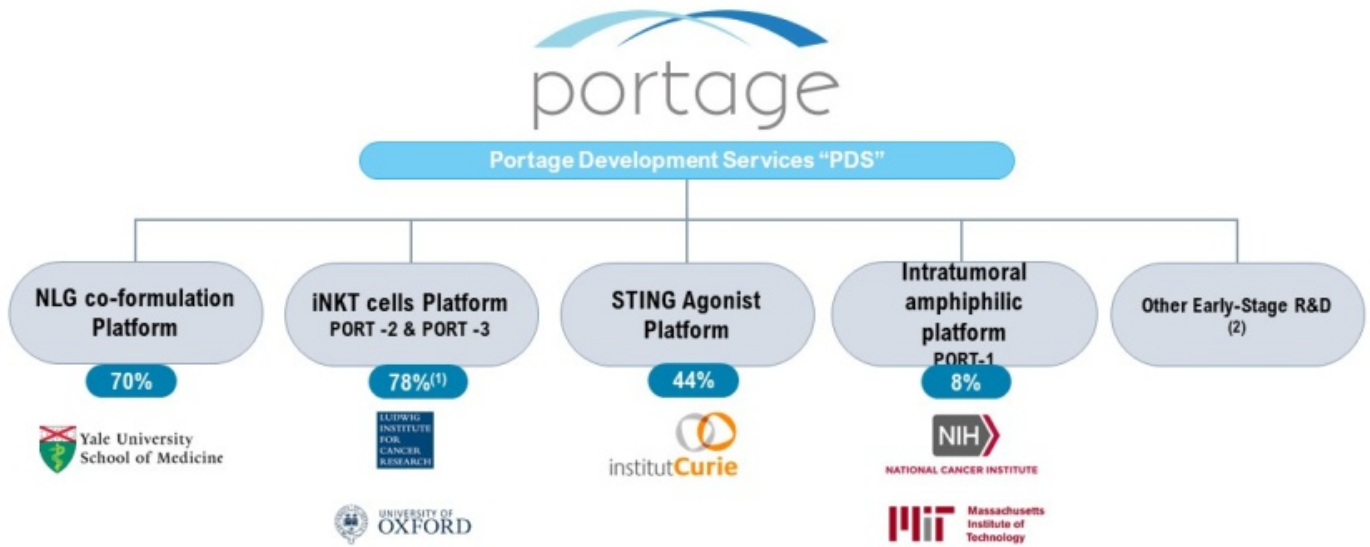 portage
Portage Development Services “PDS”
NLG co-formulation
Platform
70%
Yale University
School of Medicine
iNKT cells Platform
PORT -2 & PORT -3
78%(1)
LUDWIG
INSTITUTE
FOR
CANCER
RESEARCH
UNIVERSITY OF
OXFORD
STING Agonist
Platform
44%
institutCurie
Intratumoral
amphiphilic
platform
PORT-1
8%
NIH
NATIONAL CANCER INSTITUTE
MiT
Massachusetts
Institute of
Technology
Other Early-Stage R&D
(2)